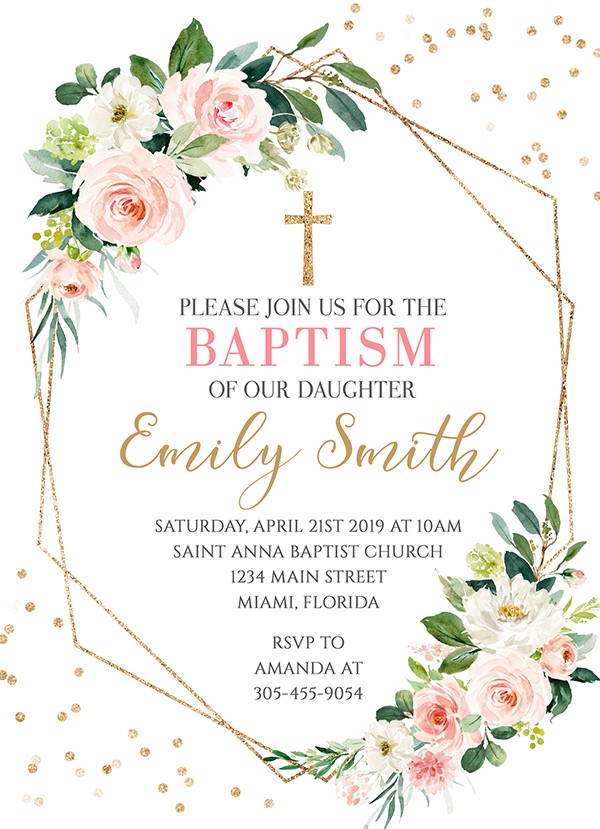 PLEASE JOIN US FOR THE
BAPTISM
OF OUR DAUGHTER
Emily Smith
SATURDAY, APRIL 21ST 2019 AT 10AM
SAINT ANNA BAPTIST CHURCH
1234 MAIN STREET
MIAMI, FLORIDA
RSVP TO
AMANDA AT
305-455-9054